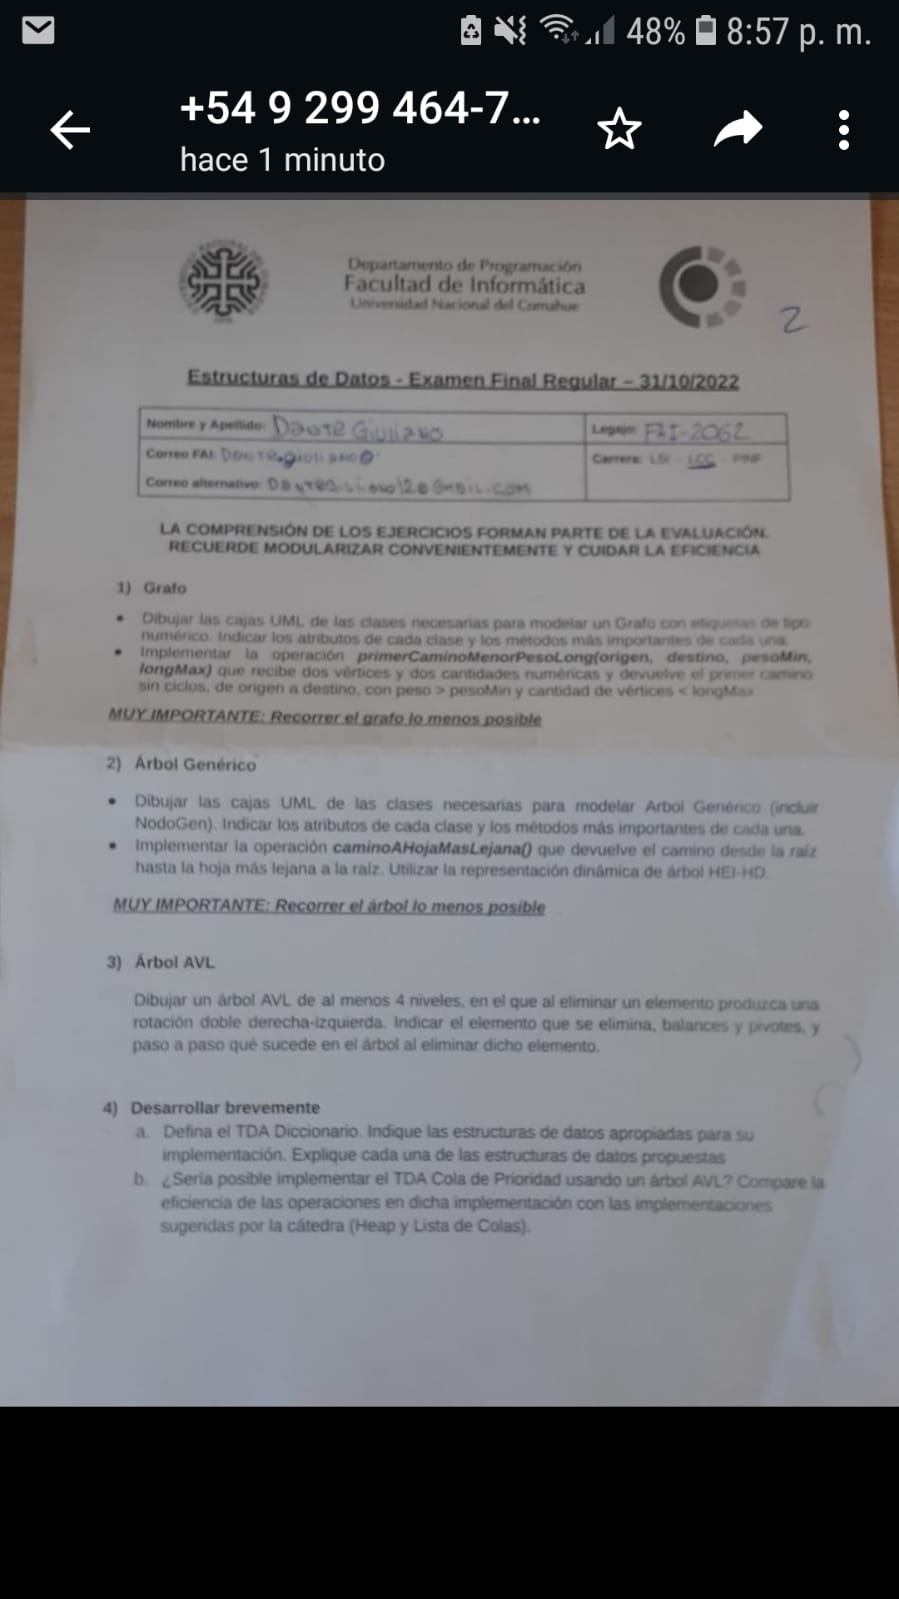 48% 8:57 p. m.
+54 9 299 464-7...
hace 1 minuto
Departamento de Programación
Facultad de Informática
Universidad Nacional del Comahue
2
Estructuras de Datos - Examen Final Regular – 31/10/2022
Nombre y Apellido: Dante Giuliano
Legajo: FAI-2062
Correo FAI:
Carrera: LSI - LCC - PINF
Correo alternativo:
LA COMPRENSIÓN DE LOS EJERCICIOS FORMAN PARTE DE LA EVALUACIÓN.
RECUERDE MODULARIZAR CONVENIENTEMENTE Y CUIDAR LA EFICIENCIA
1) Grafo
• Dibujar las cajas UML de las clases necesarias para modelar un Grafo con etiquetas de tipo
numérico. Indicar los atributos de cada clase y los métodos más importantes de cada una.
• Implementar la operación primerCaminoMenorPesoLong(origen, destino, pesoMin,
longMax) que recibe dos vértices y dos cantidades numéricas y devuelve el primer camino
sin ciclos, de origen a destino, con peso > pesoMin y cantidad de vértices < longMax
MUY IMPORTANTE: Recorrer el grafo lo menos posible
2) Árbol Genérico
• Dibujar las cajas UML de las clases necesarias para modelar Arbol Genérico (incluir
NodoGen). Indicar los atributos de cada clase y los métodos más importantes de cada una.
• Implementar la operación caminoAHojaMasLejana() que devuelve el camino desde la raíz
hasta la hoja más lejana a la raíz. Utilizar la representación dinámica de árbol HEI-HD.
MUY IMPORTANTE: Recorrer el árbol lo menos posible
3) Árbol AVL
Dibujar un árbol AVL de al menos 4 niveles, en el que al eliminar un elemento produzca una
rotación doble derecha-izquierda. Indicar el elemento que se elimina, balances y pivotes, y
paso a paso qué sucede en el árbol al eliminar dicho elemento.
4) Desarrollar brevemente
a. Defina el TDA Diccionario. Indique las estructuras de datos apropiadas para su
implementación. Explique cada una de las estructuras de datos propuestas
b. ¿Sería posible implementar el TDA Cola de Prioridad usando un árbol AVL? Compare la
eficiencia de las operaciones en dicha implementación con las implementaciones
sugeridas por la cátedra (Heap y Lista de Colas).